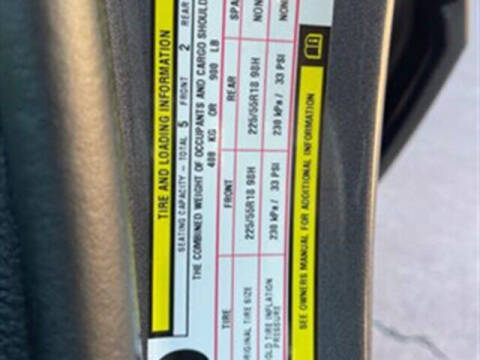 TIRE AND LOADING INFORMATION
SEATING CAPACITY – TOTAL 5 FRONT 2 REAR
THE COMBINED WEIGHT OF OCCUPANTS AND CARGO SHOULD
408 KG OR 900 LB
TIRE FRONT REAR SPA
ORIGINAL TIRE SIZE 225/55R18 98H 225/55R18 98H NON
OLD TIRE INFLATION PRESSURE 230 kPa / 33 PSI 230 kPa / 33 PSI NON
SEE OWNERS MANUAL FOR ADDITIONAL INFORMATION